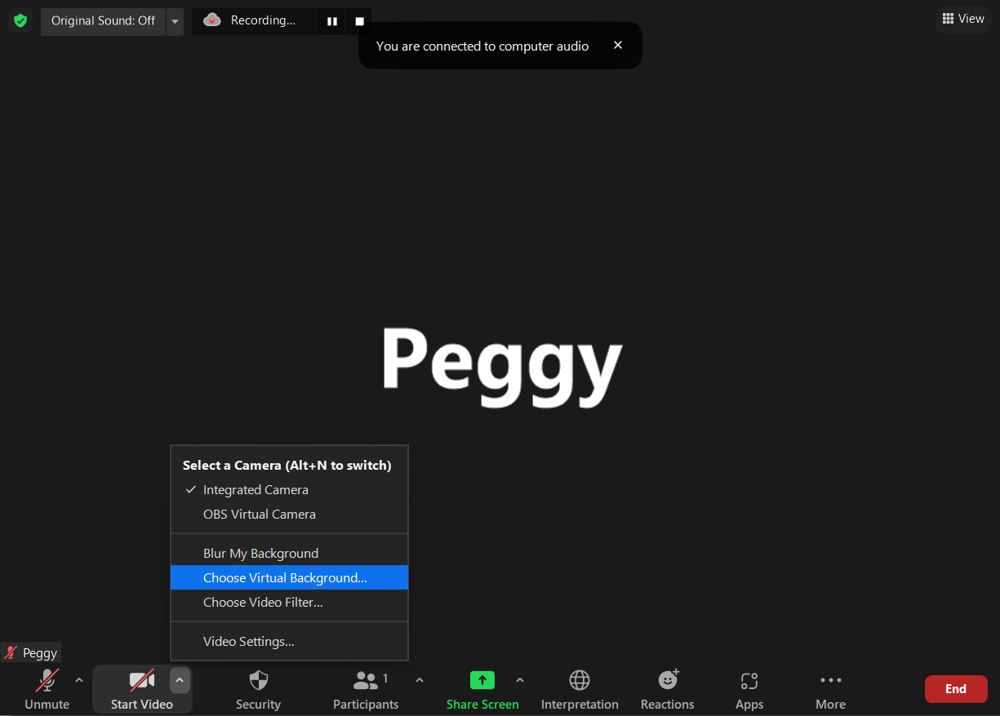 Original Sound: Off
Recording...
View
You are connected to computer audio
Peggy
Select a Camera (Alt+N to switch)
Integrated Camera
OBS Virtual Camera
Blur My Background
Choose Virtual Background...
Choose Video Filter...
Video Settings...
Peggy
Unmute
Start Video
Security
Participants
1
Share Screen
Interpretation
Reactions
Apps
More
End